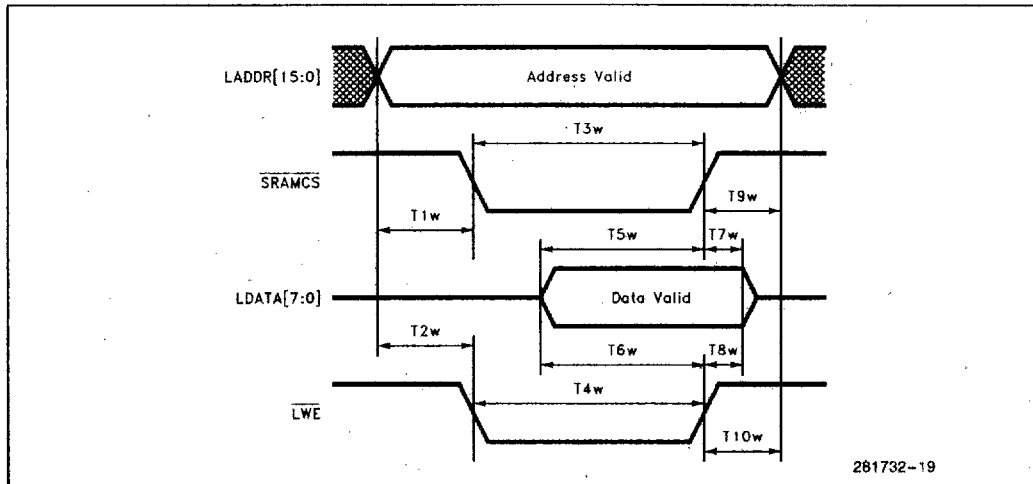 LADDR[15:0]
Address Valid
T3w
SRAMCS
T1w
T9w
T5w
T7w
LDATA[7:0]
Data Valid
T2w
T6w
T8w
T4w
LWE
T10w
281732-19